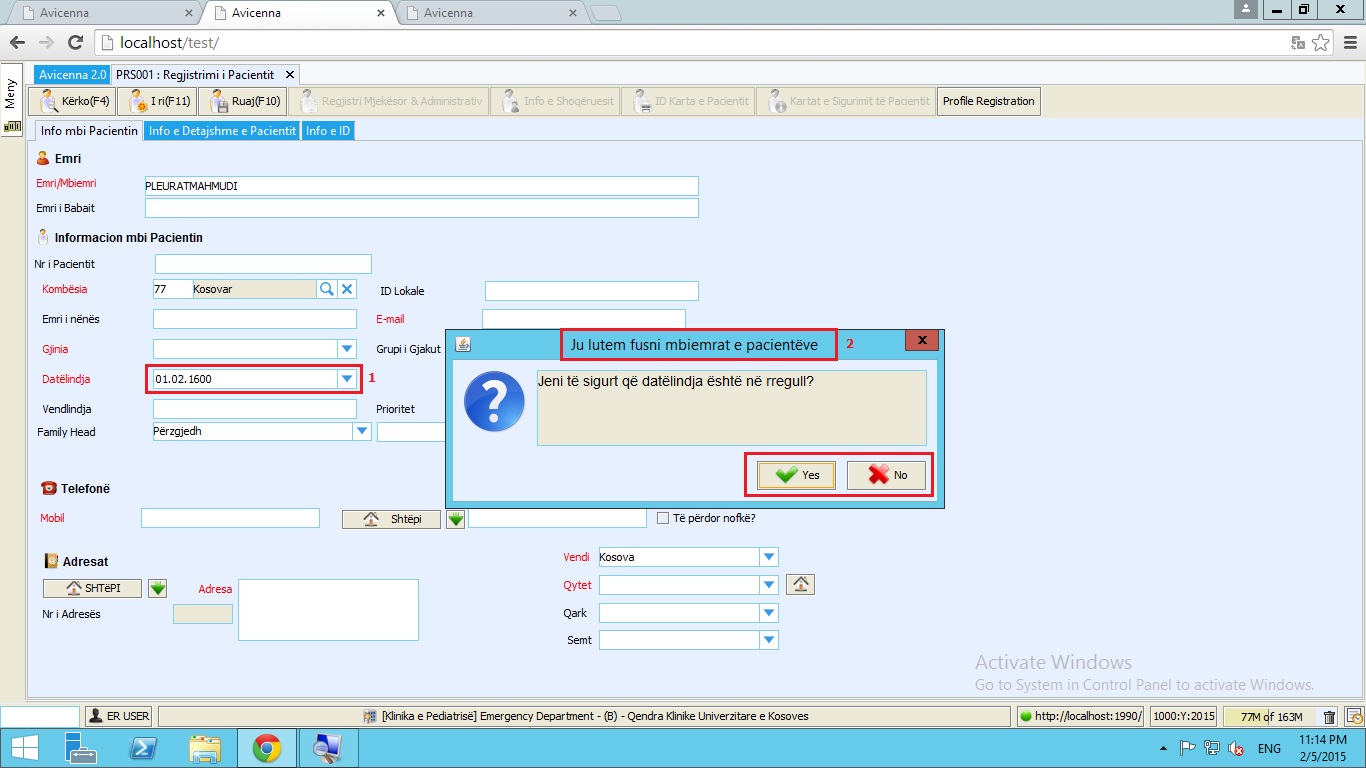 Avicenna
Avicenna
Avicenna
localhost/test/
Meny
Avicenna 2.0
PRS001 : Regjistrimi i Pacientit
Kërko(F4)
I ri(F11)
Ruaj(F10)
Regjistri Mjekësor & Administrativ
Info e Shoqëruesit
ID Karta e Pacientit
Kartat e Sigurimit të Pacientit
Profile Registration
Info mbi Pacientin
Info e Detajshme e Pacientit
Info e ID
Emri
Emri/Mbiemri
PLEURATMAHMUDI
Emri i Babait
Informacion mbi Pacientin
Nr i Pacientit
Kombësia
77
Kosovar
ID Lokale
Emri i nënës
E-mail
Gjinia
Grupi i Gjakut
Datëlindja
01.02.1600
1
Vendlindja
Prioritet
Family Head
Përzgjedh
Ju lutem fusni mbiemrat e pacientëve
2
X
Jeni të sigurt që datëlindja është në rregull?
Yes
No
Telefonë
Mobil
Shtëpi
Të përdor nofkë?
Adresat
SHTëPI
Adresa
Nr i Adresës
Vendi
Kosova
Qytet
Qark
Semt
Activate Windows
Go to System in Control Panel to activate Windows.
ER USER
[Klinika e Pediatrisë] Emergency Department - (B) - Qendra Klinike Univerzitare e Kosoves
http://localhost:1990/
1000:Y:2015
77M of 163M
ENG
11:14 PM
2/5/2015